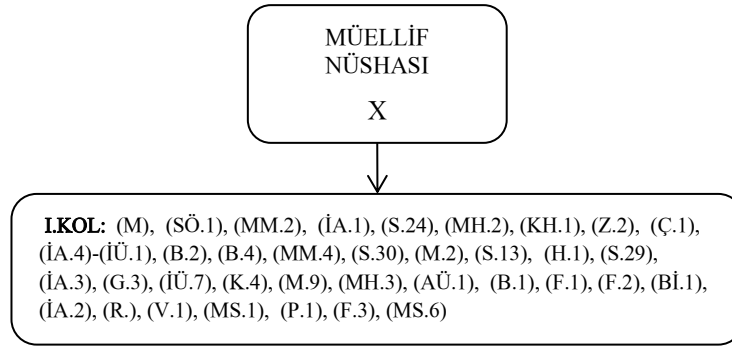 MÜELLİF
NÜSHASI
X
I.KOL: (M), (SÖ.1), (MM.2), (İA.1), (S.24), (MH.2), (KH.1), (Z.2), (Ç.1),
(İA.4)-(İÜ.1), (B.2), (B.4), (MM.4), (S.30), (M.2), (S.13), (H.1), (S.29),
(İA.3), (G.3), (İÜ.7), (K.4), (M.9), (MH.3), (AÜ.1), (B.1), (F.1), (F.2), (Bİ.1),
(İA.2), (R.), (V.1), (MS.1), (P.1), (F.3), (MS.6)